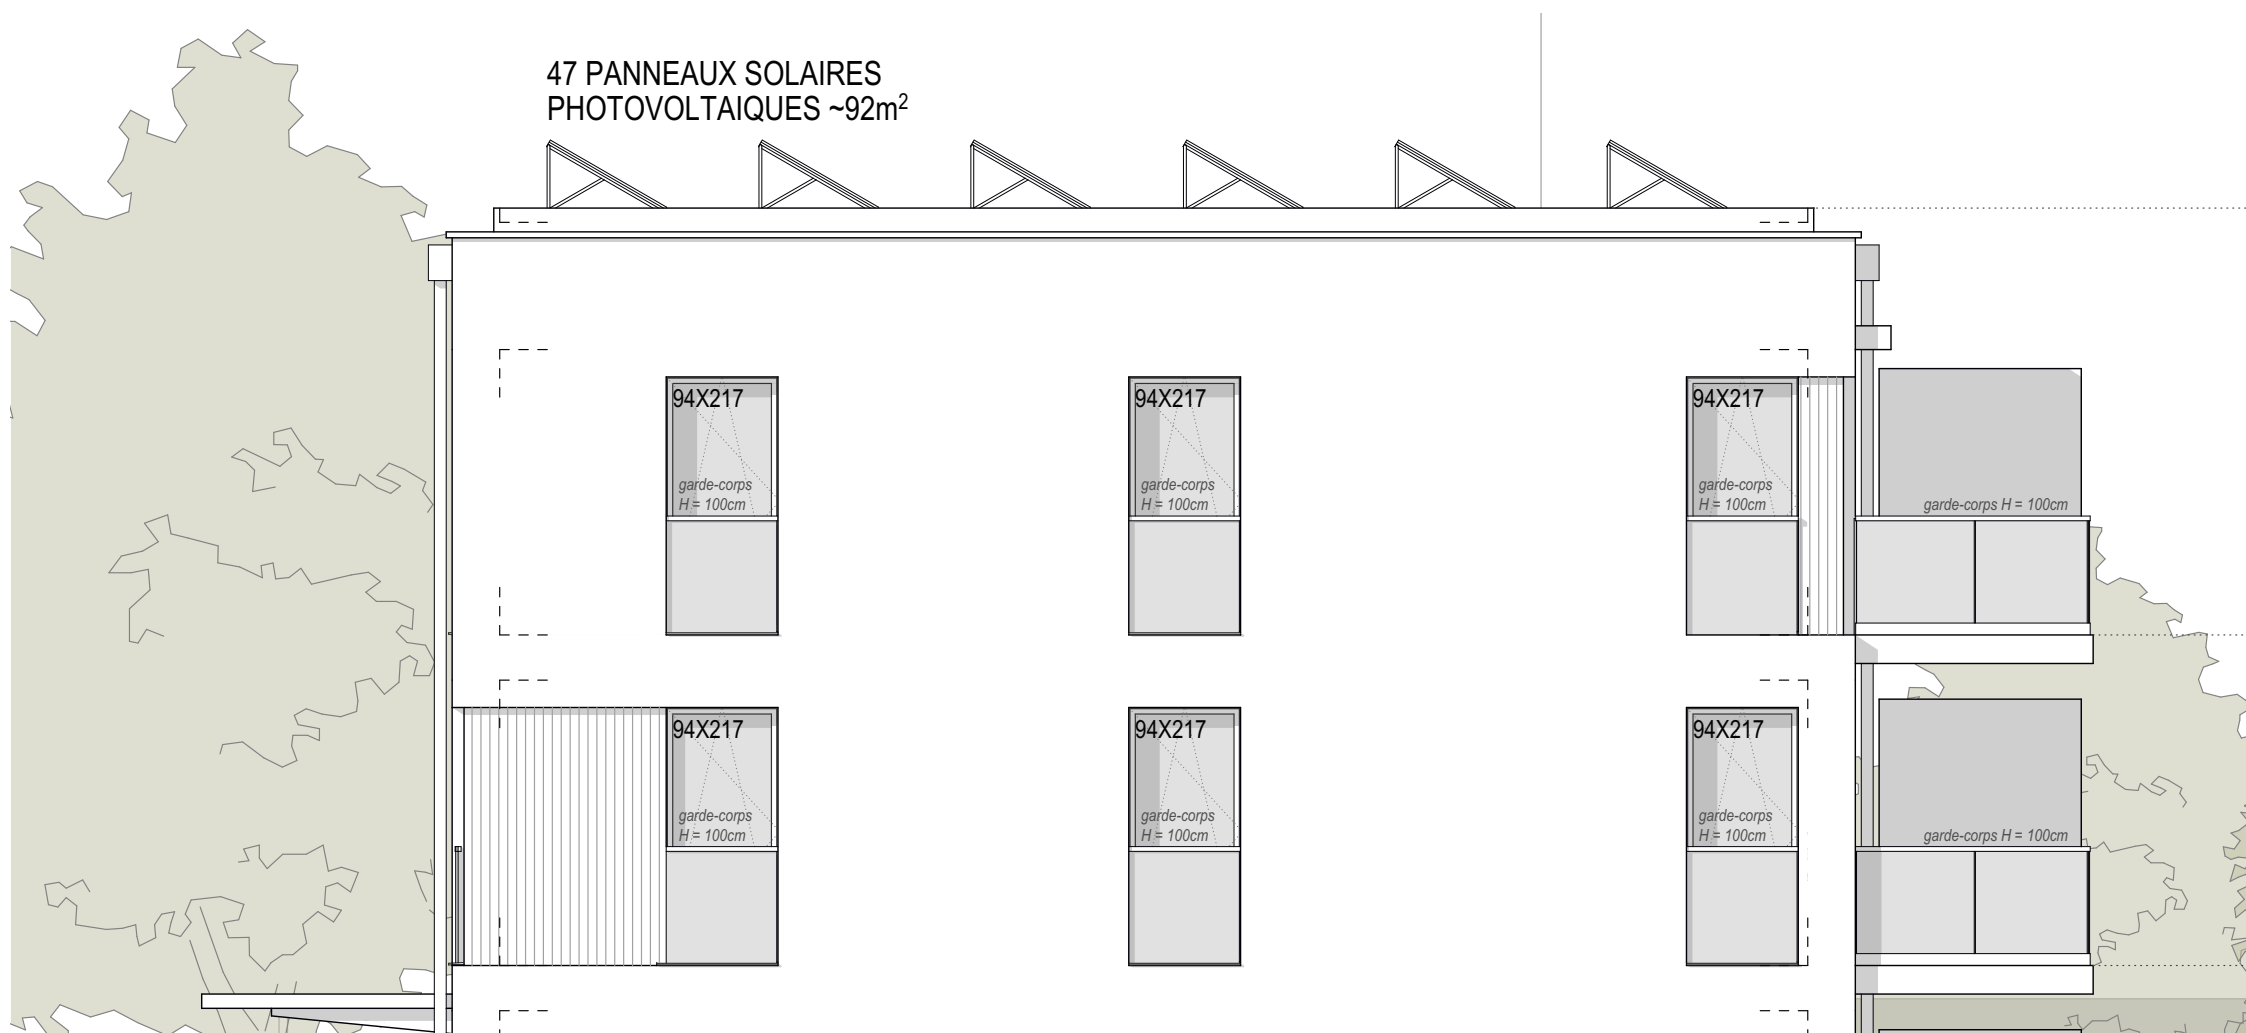 47 PANNEAUX SOLAIRES
PHOTOVOLTAIQUES ~92m²
94X217
94X217
94X217
garde-corps
H = 100cm
garde-corps
H = 100cm
garde-corps
H = 100cm
garde-corps H = 100cm
94X217
94X217
94X217
garde-corps
H = 100cm
garde-corps
H = 100cm
garde-corps
H = 100cm
garde-corps H = 100cm